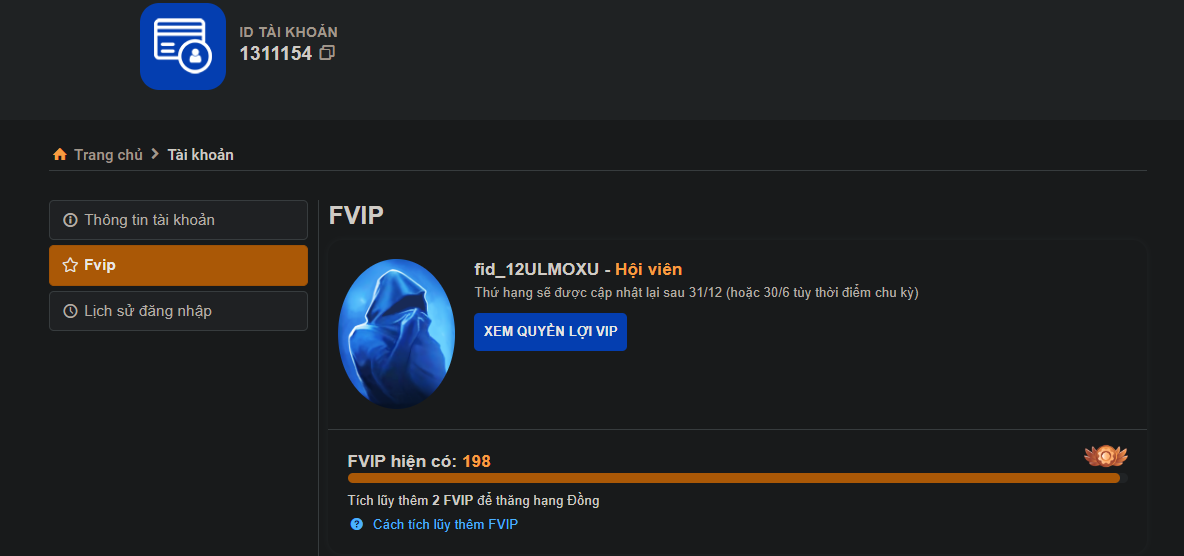 ID TÀI KHOẢN
1311154
Trang chủ > Tài khoản
Thông tin tài khoản
Fvip
Lịch sử đăng nhập
FVIP
fid_12ULMOXU - Hội viên
Thứ hạng sẽ được cập nhật lại sau 31/12 (hoặc 30/6 tùy thời điểm chu kỳ)
XEM QUYỀN LỢI VIP
FVIP hiện có: 198
Tích lũy thêm 2 FVIP để thăng hạng Đồng
Cách tích lũy thêm FVIP